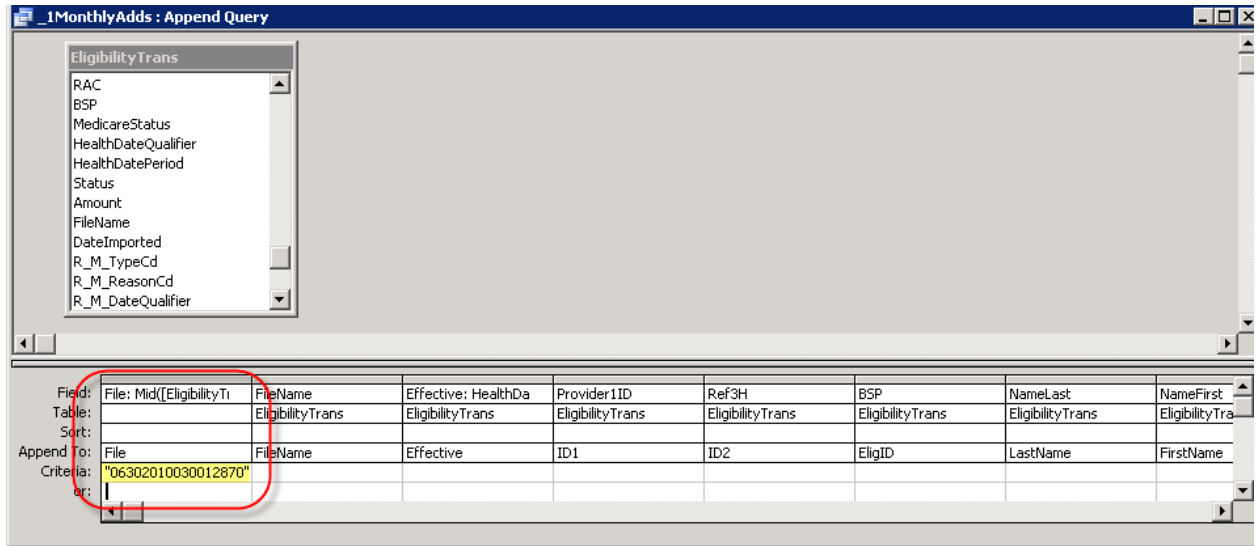 _1MonthlyAdds : Append Query
EligibilityTrans
RAC
BSP
MedicareStatus
HealthDateQualifier
HealthDatePeriod
Status
Amount
FileName
DateImported
R_M_TypeCd
R_M_ReasonCd
R_M_DateQualifier
Field: File: Mid([EligibilityTr FileName Effective: HealthDa Provider1ID Ref3H BSP NameLast NameFirst
Table: EligibilityTrans EligibilityTrans EligibilityTrans EligibilityTrans EligibilityTrans EligibilityTrans EligibilityTra
Sort:
Append To: File FileName Effective ID1 ID2 EligID LastName FirstName
Criteria: "06302010030012870"
or: